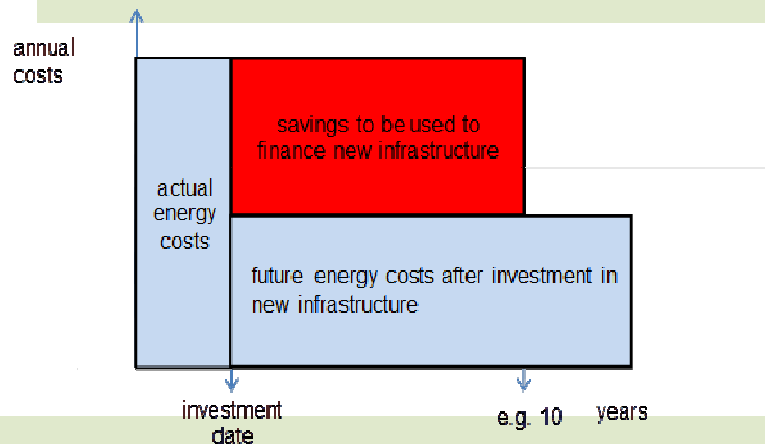 annual
costs
savings to be used to
finance new infrastructure
actual
energy
costs
future energy costs after investment in
new infrastructure
investment
date
e.g. 10
years